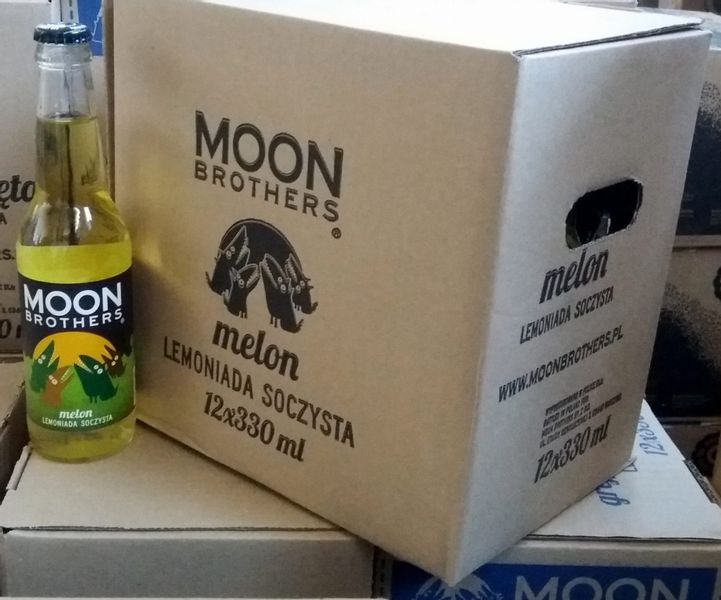 MOON
BROTHERS®
melon
LEMONIADA SOCZYSTA
MOON
BROTHERS®
melon
LEMONIADA SOCZYSTA
12x330 ml
melon
LEMONIADA SOCZYSTA
WWW.MOONBROTHERS.PL
12x330 ml
12x330
MOON